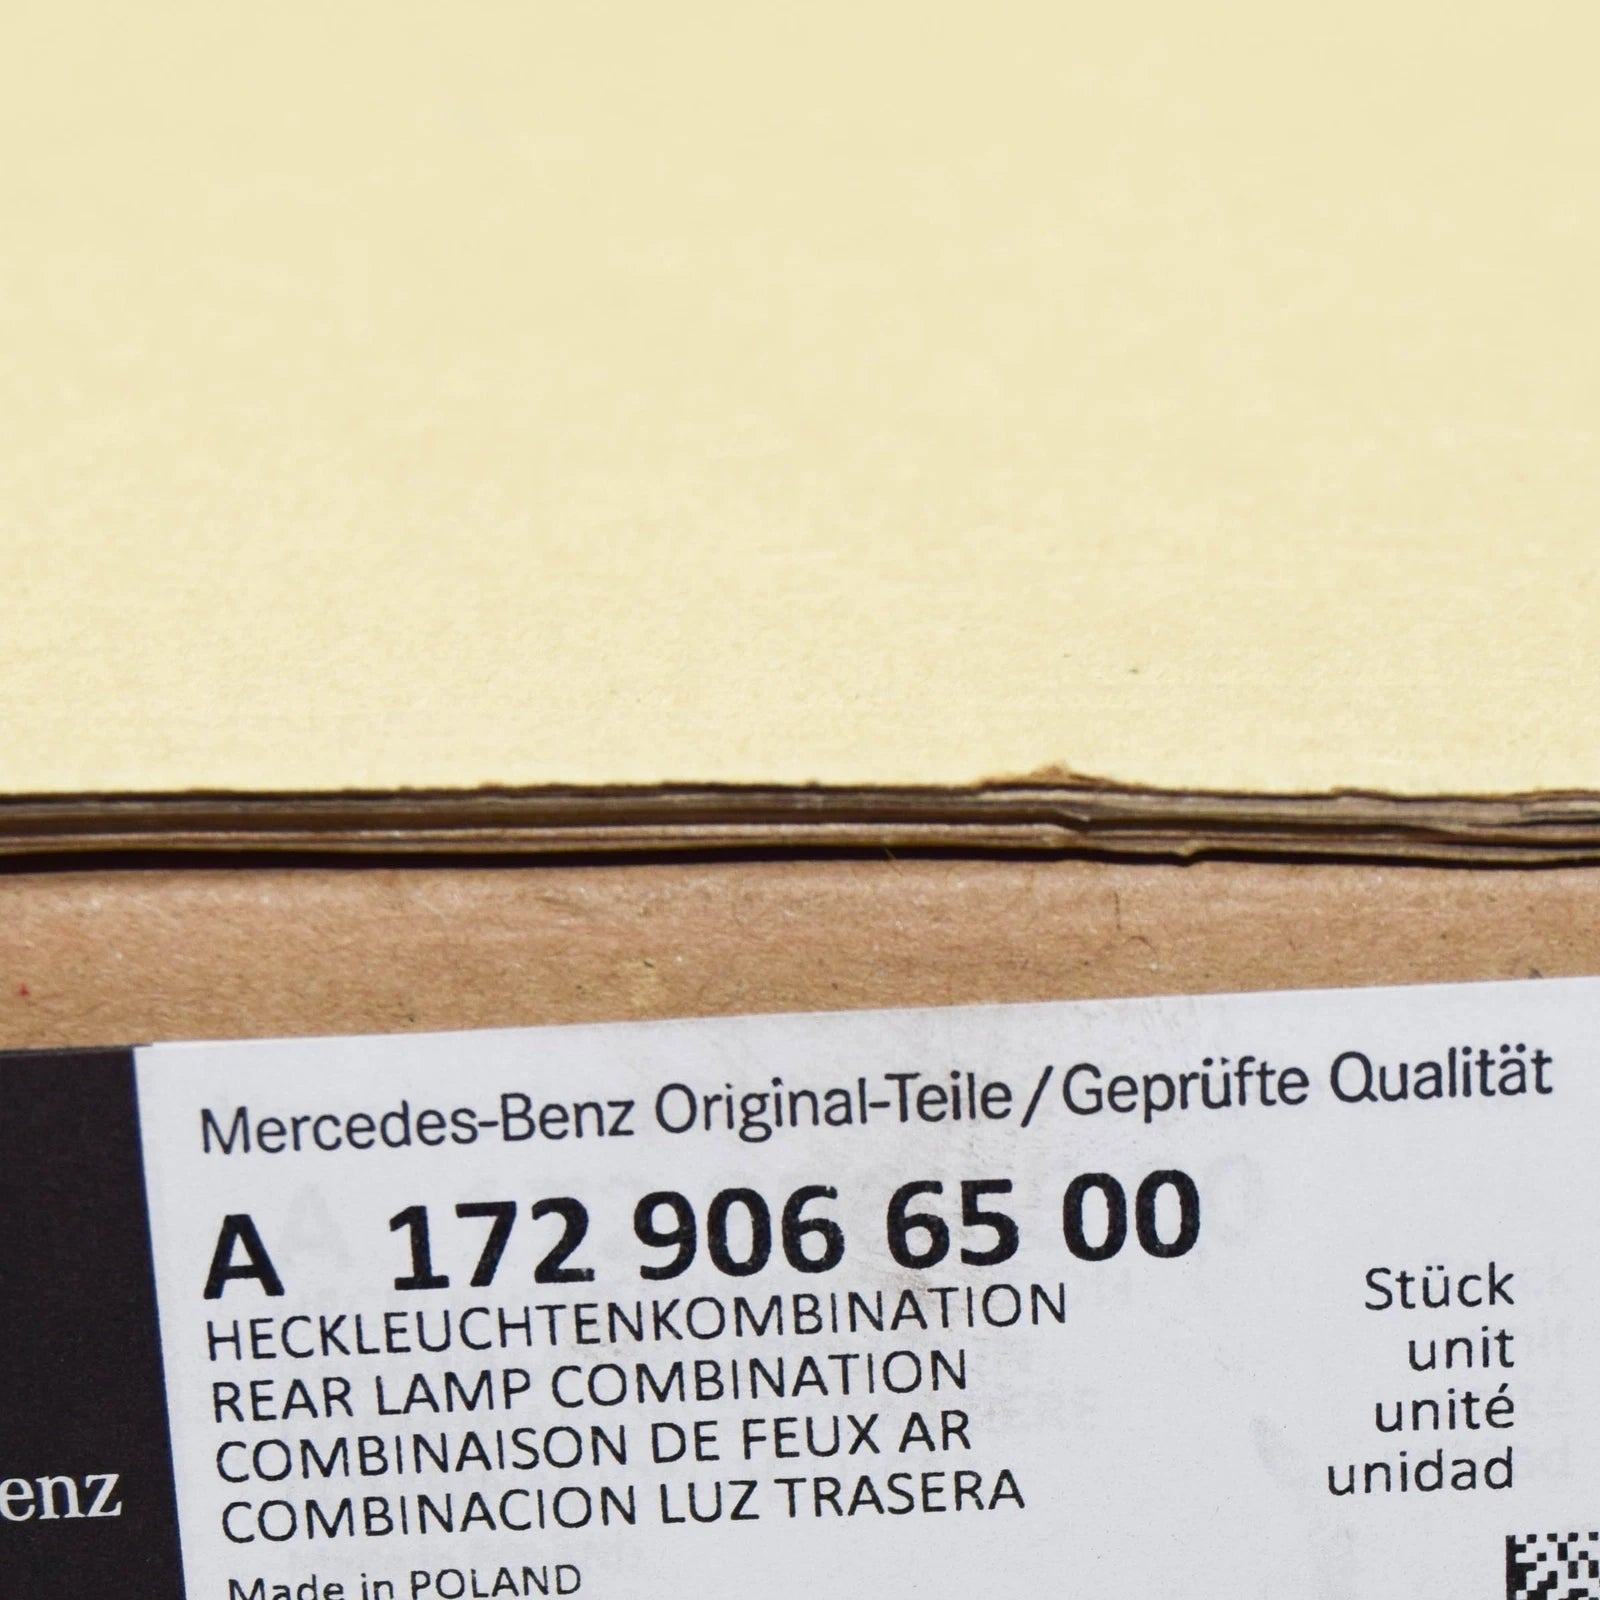 Mercedes-Benz Original-Teile / Geprüfte Qualität
A 172 906 65 00
HECKLEUCHTENKOMBINATION
REAR LAMP COMBINATION
COMBINAISON DE FEUX AR
COMBINACION LUZ TRASERA
Stück
unit
unité
unidad
enz
Made in POLAND